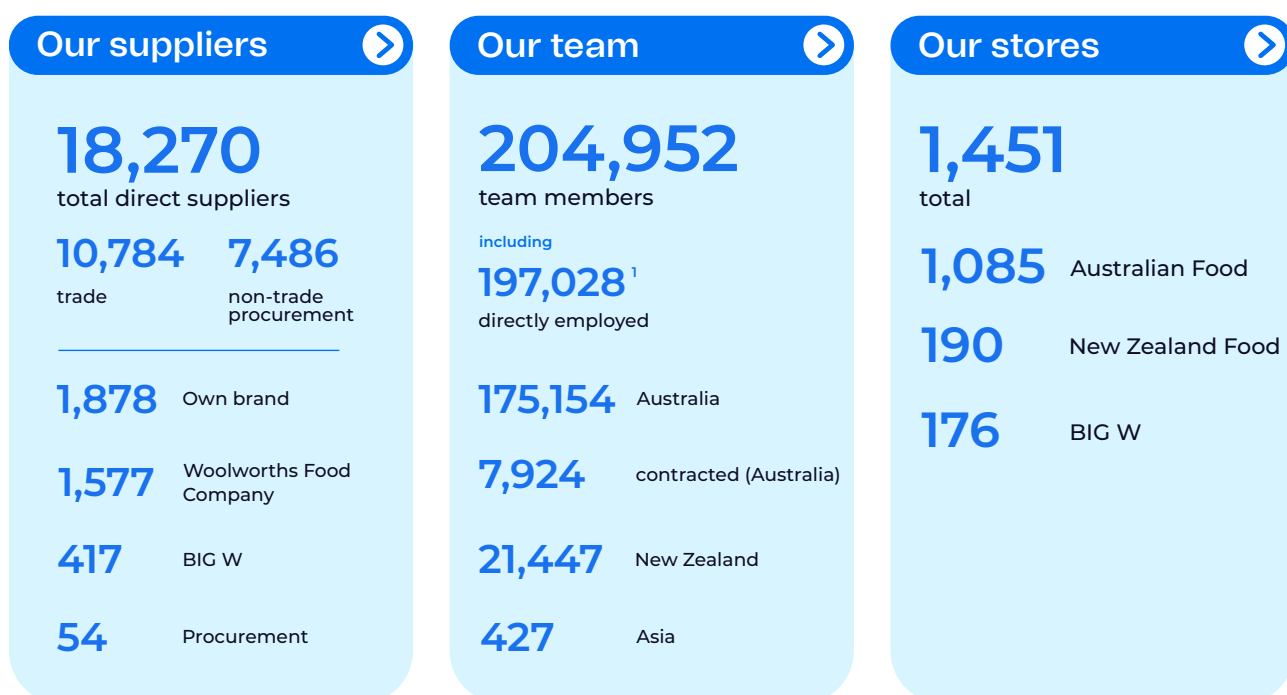 Our suppliers
18,270
total direct suppliers
10,784
trade
7,486
non-trade
procurement
1,878 Own brand
1,577 Woolworths Food
Company
417 BIG W
54 Procurement
Our team
204,952
team members
including
197,028 1
directly employed
175,154 Australia
7,924 contracted (Australia)
21,447 New Zealand
427 Asia
Our stores
1,451
total
1,085 Australian Food
190 New Zealand Food
176 BIG W